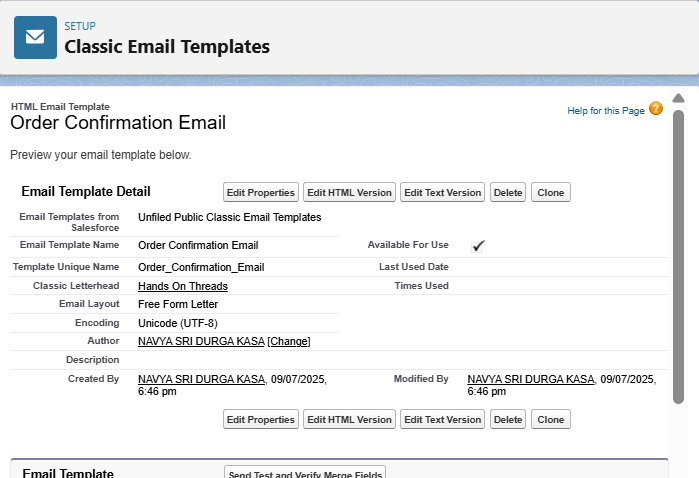 SETUP
Classic Email Templates
HTML Email Template
Order Confirmation Email
Help for this Page ?
Preview your email template below.
Email Template Detail
Edit Properties Edit HTML Version Edit Text Version Delete Clone
Email Templates from Salesforce Unfiled Public Classic Email Templates
Email Template Name Order Confirmation Email Available For Use ✓
Template Unique Name Order_Confirmation_Email Last Used Date
Classic Letterhead Hands On Threads Times Used
Email Layout Free Form Letter
Encoding Unicode (UTF-8)
Author NAVYA SRI DURGA KASA [Change]
Description
Created By NAVYA SRI DURGA KASA, 09/07/2025, 6:46 pm Modified By NAVYA SRI DURGA KASA, 09/07/2025, 6:46 pm
Edit Properties Edit HTML Version Edit Text Version Delete Clone
Email Template Send Test and Verify Merge Fields